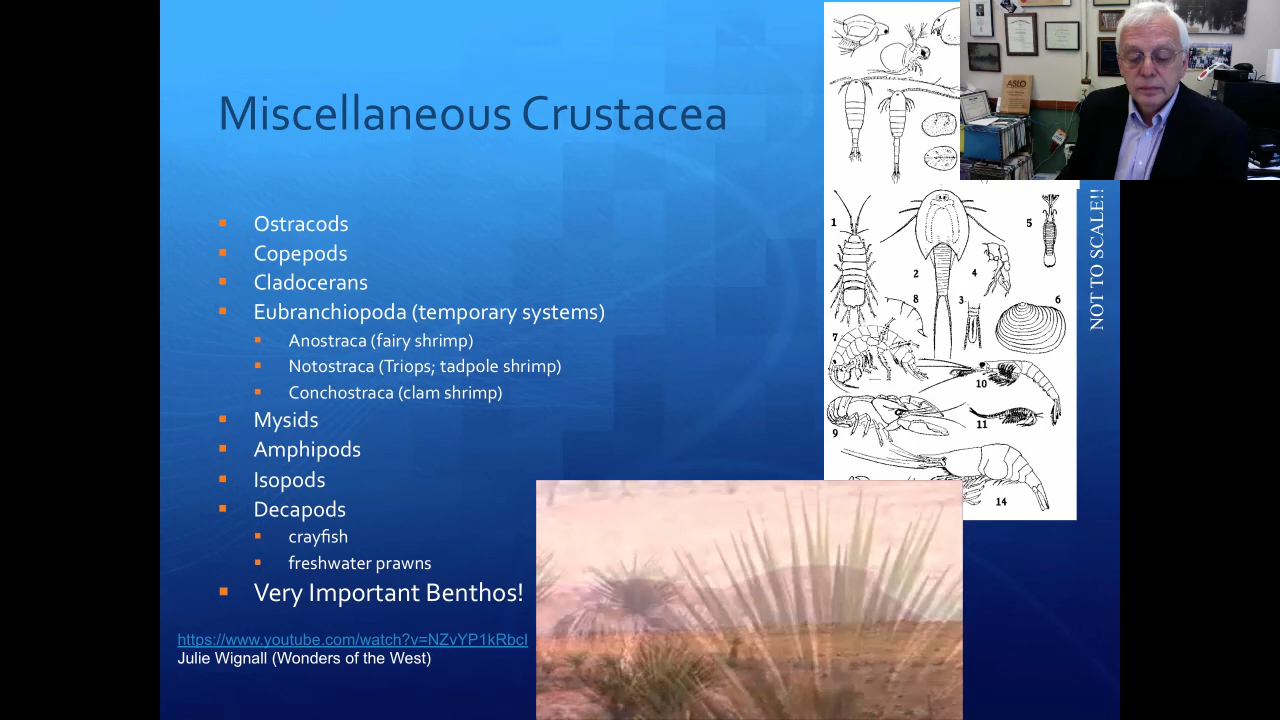 Miscellaneous Crustacea
Ostracods
Copepods
Cladocerans
Eubranchiopoda (temporary systems)
Anostraca (fairy shrimp)
Notostraca (Triops; tadpole shrimp)
Conchostraca (clam shrimp)
Mysids
Amphipods
Isopods
Decapods
crayfish
freshwater prawns
Very Important Benthos!
https://www.youtube.com/watch?v=NZvYP1kRbcI
Julie Wignall (Wonders of the West)
ASLO
1
2
3
4
5
6
7
8
9
10
11
14
NOT TO SCALE!!